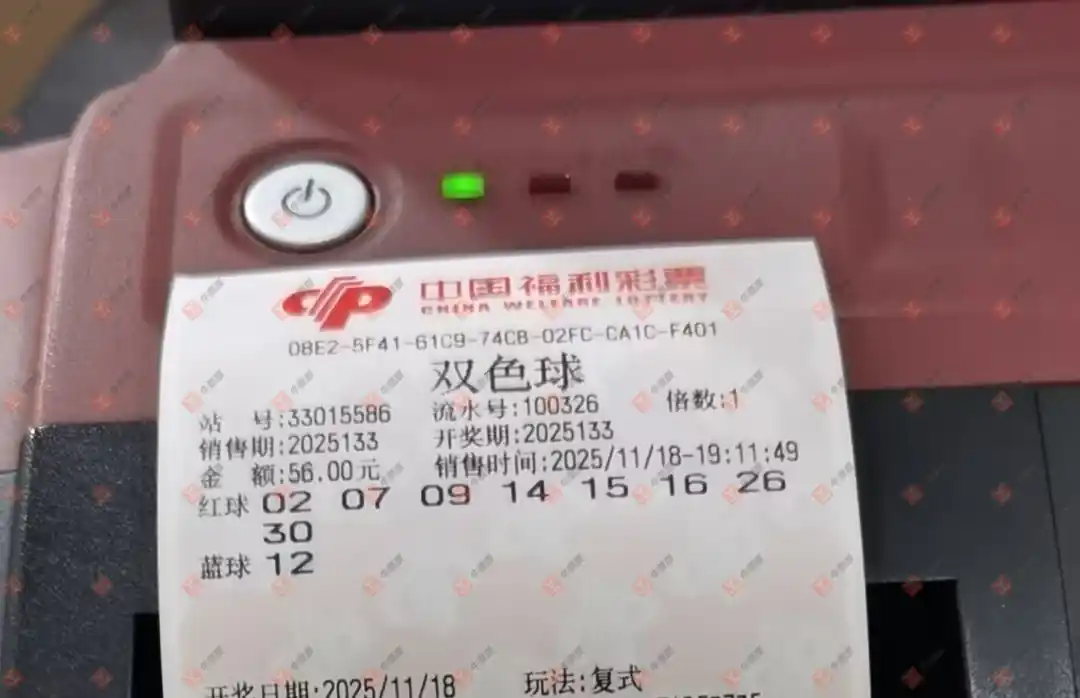 中国福利彩票
CHINA WELFARE LOTTERY
08E2-5F41-61C9-74CB-02FC-CA1C-F401
双色球
站 号:33015586 流水号:100326 倍数:1
销售期:2025133 开奖期:2025133
金 额:56.00元 销售时间:2025/11/18-19:11:49
红球 02 07 09 14 15 16 26
30
蓝球 12
开奖日期:2025/11/18 玩法:复式